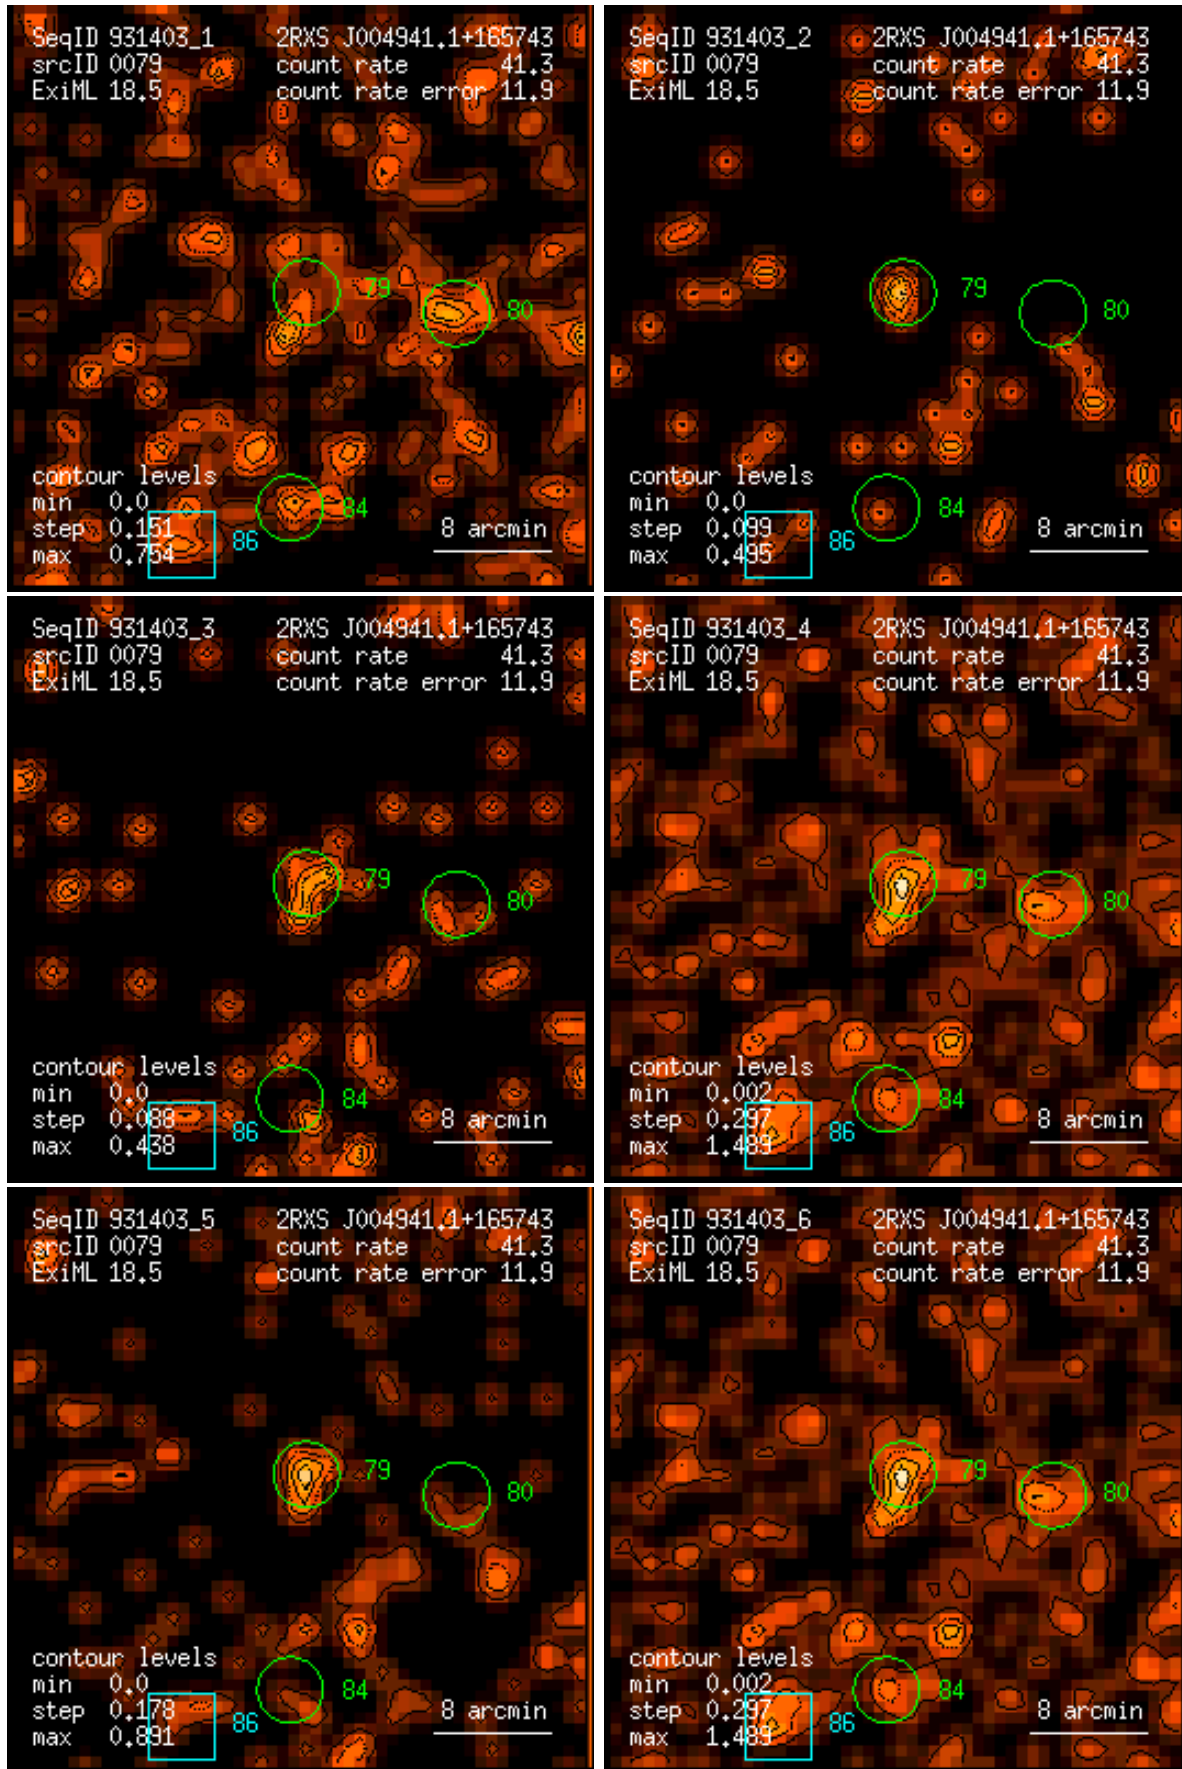 SeqID 931403_1 2RXS J004941.1+165743
srcID 0079 count rate 41.3
ExiML 18.5 count rate error 11.9
79
80
contour levels
min 0.0 84
step 0.151 8 arcmin
max 0.754 86
SeqID 931403_2 2RXS J004941.1+165743
srcID 0079 count rate 41.3
ExiML 18.5 count rate error 11.9
79
80
contour levels
min 0.0 84
step 0.099 8 arcmin
max 0.495 86
SeqID 931403_3 2RXS J004941.1+165743
srcID 0079 count rate 41.3
ExiML 18.5 count rate error 11.9
79
80
contour levels
min 0.0 84
step 0.088 8 arcmin
max 0.438 86
SeqID 931403_4 2RXS J004941.1+165743
srcID 0079 count rate 41.3
ExiML 18.5 count rate error 11.9
79
80
contour levels
min 0.002 84
step 0.297 8 arcmin
max 1.489 86
SeqID 931403_5 2RXS J004941.1+165743
srcID 0079 count rate 41.3
ExiML 18.5 count rate error 11.9
79
80
contour levels
min 0.0 84
step 0.178 8 arcmin
max 0.891 86
SeqID 931403_6 2RXS J004941.1+165743
srcID 0079 count rate 41.3
ExiML 18.5 count rate error 11.9
79
80
contour levels
min 0.002 84
step 0.297 8 arcmin
max 1.489 86